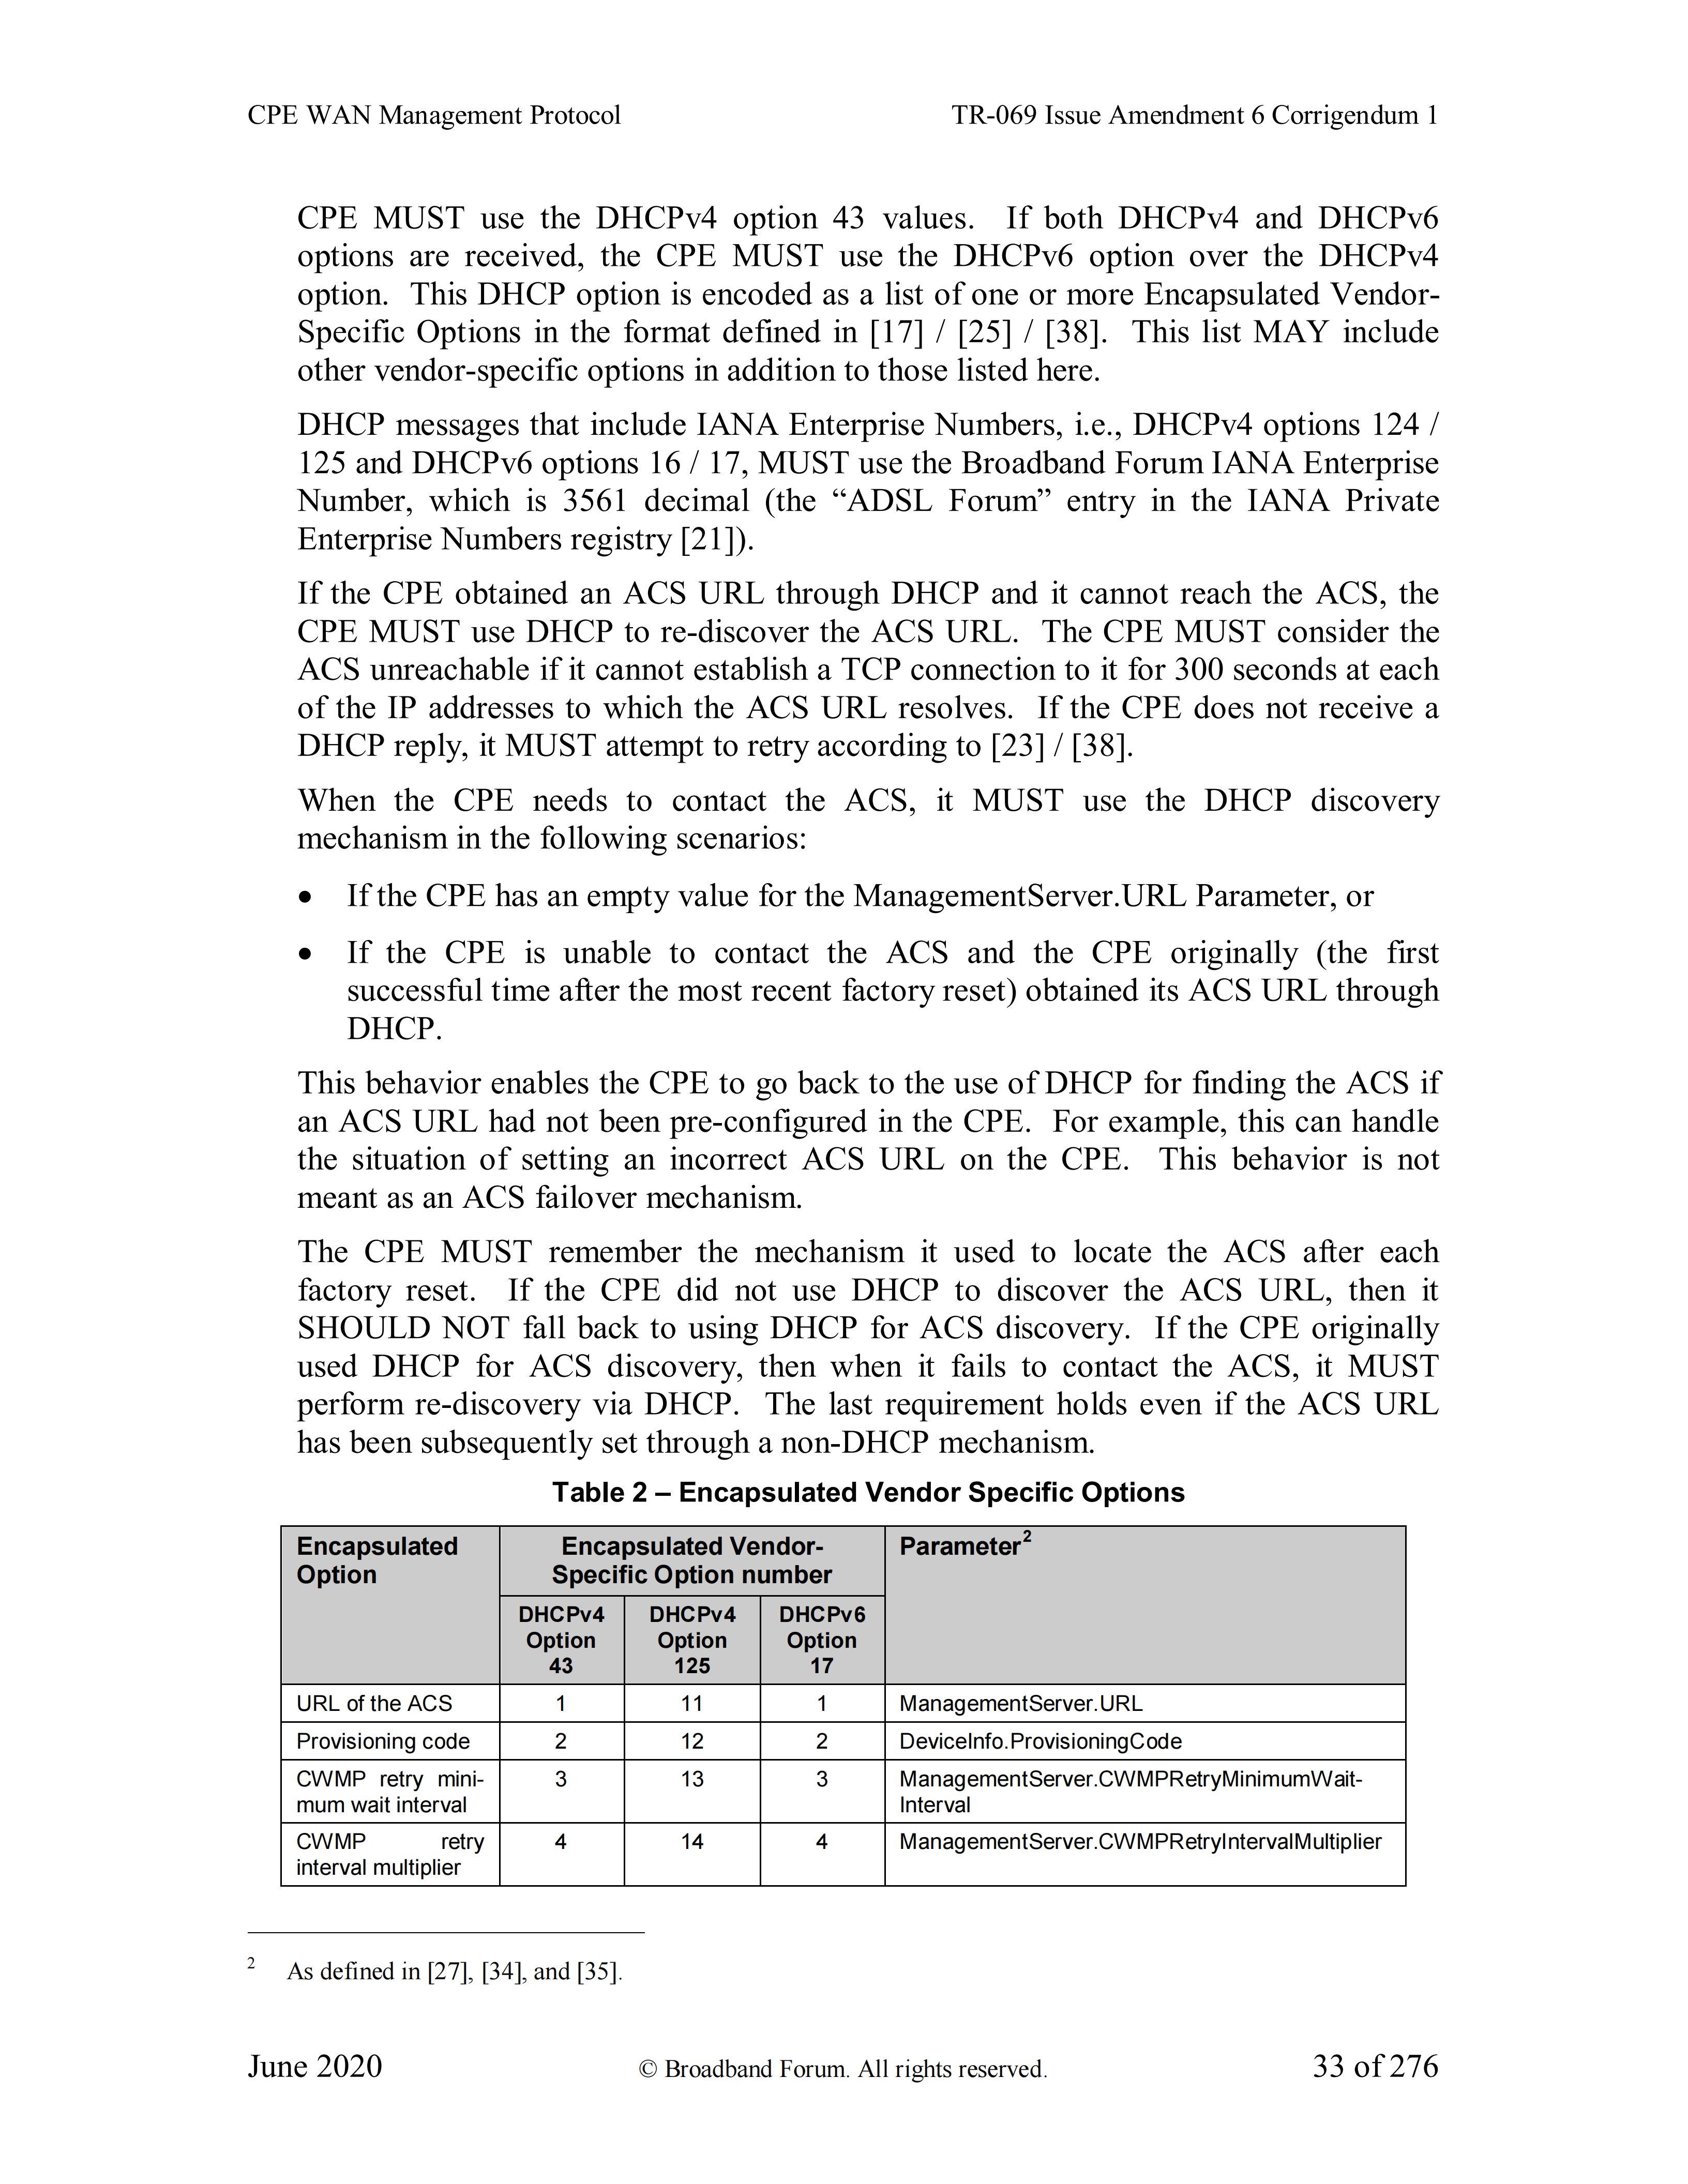 CPE WAN Management Protocol
TR-069 Issue Amendment 6 Corrigendum 1
CPE MUST use the DHCPv4 option 43 values. If both DHCPv4 and DHCPv6
options are received, the CPE MUST use the DHCPv6 option over the DHCPv4
option. This DHCP option is encoded as a list of one or more Encapsulated Vendor-
Specific Options in the format defined in [17] / [25] / [38]. This list MAY include
other vendor-specific options in addition to those listed here.
DHCP messages that include IANA Enterprise Numbers, i.e., DHCPv4 options 124 /
125 and DHCPv6 options 16 / 17, MUST use the Broadband Forum IANA Enterprise
Number, which is 3561 decimal (the “ADSL Forum” entry in the IANA Private
Enterprise Numbers registry [21]).
If the CPE obtained an ACS URL through DHCP and it cannot reach the ACS, the
CPE MUST use DHCP to re-discover the ACS URL. The CPE MUST consider the
ACS unreachable if it cannot establish a TCP connection to it for 300 seconds at each
of the IP addresses to which the ACS URL resolves. If the CPE does not receive a
DHCP reply, it MUST attempt to retry according to [23] / [38].
When the CPE needs to contact the ACS, it MUST use the DHCP discovery
mechanism in the following scenarios:
• If the CPE has an empty value for the ManagementServer.URL Parameter, or
• If the CPE is unable to contact the ACS and the CPE originally (the first
successful time after the most recent factory reset) obtained its ACS URL through
DHCP.
This behavior enables the CPE to go back to the use of DHCP for finding the ACS if
an ACS URL had not been pre-configured in the CPE. For example, this can handle
the situation of setting an incorrect ACS URL on the CPE. This behavior is not
meant as an ACS failover mechanism.
The CPE MUST remember the mechanism it used to locate the ACS after each
factory reset. If the CPE did not use DHCP to discover the ACS URL, then it
SHOULD NOT fall back to using DHCP for ACS discovery. If the CPE originally
used DHCP for ACS discovery, then when it fails to contact the ACS, it MUST
perform re-discovery via DHCP. The last requirement holds even if the ACS URL
has been subsequently set through a non-DHCP mechanism.
Table 2 – Encapsulated Vendor Specific Options
Encapsulated
Option
Encapsulated Vendor-
Specific Option number
Parameter2
DHCPv4
Option
43
DHCPv4
Option
125
DHCPv6
Option
17
URL of the ACS 1 11 1 ManagementServer.URL
Provisioning code 2 12 2 DeviceInfo.ProvisioningCode
CWMP retry mini- 3 13 3 ManagementServer.CWMPRetryMinimumWait-
mum wait interval Interval
CWMP retry 4 14 4 ManagementServer.CWMPRetryIntervalMultiplier
interval multiplier
2 As defined in [27], [34], and [35].
June 2020
© Broadband Forum. All rights reserved.
33 of 276